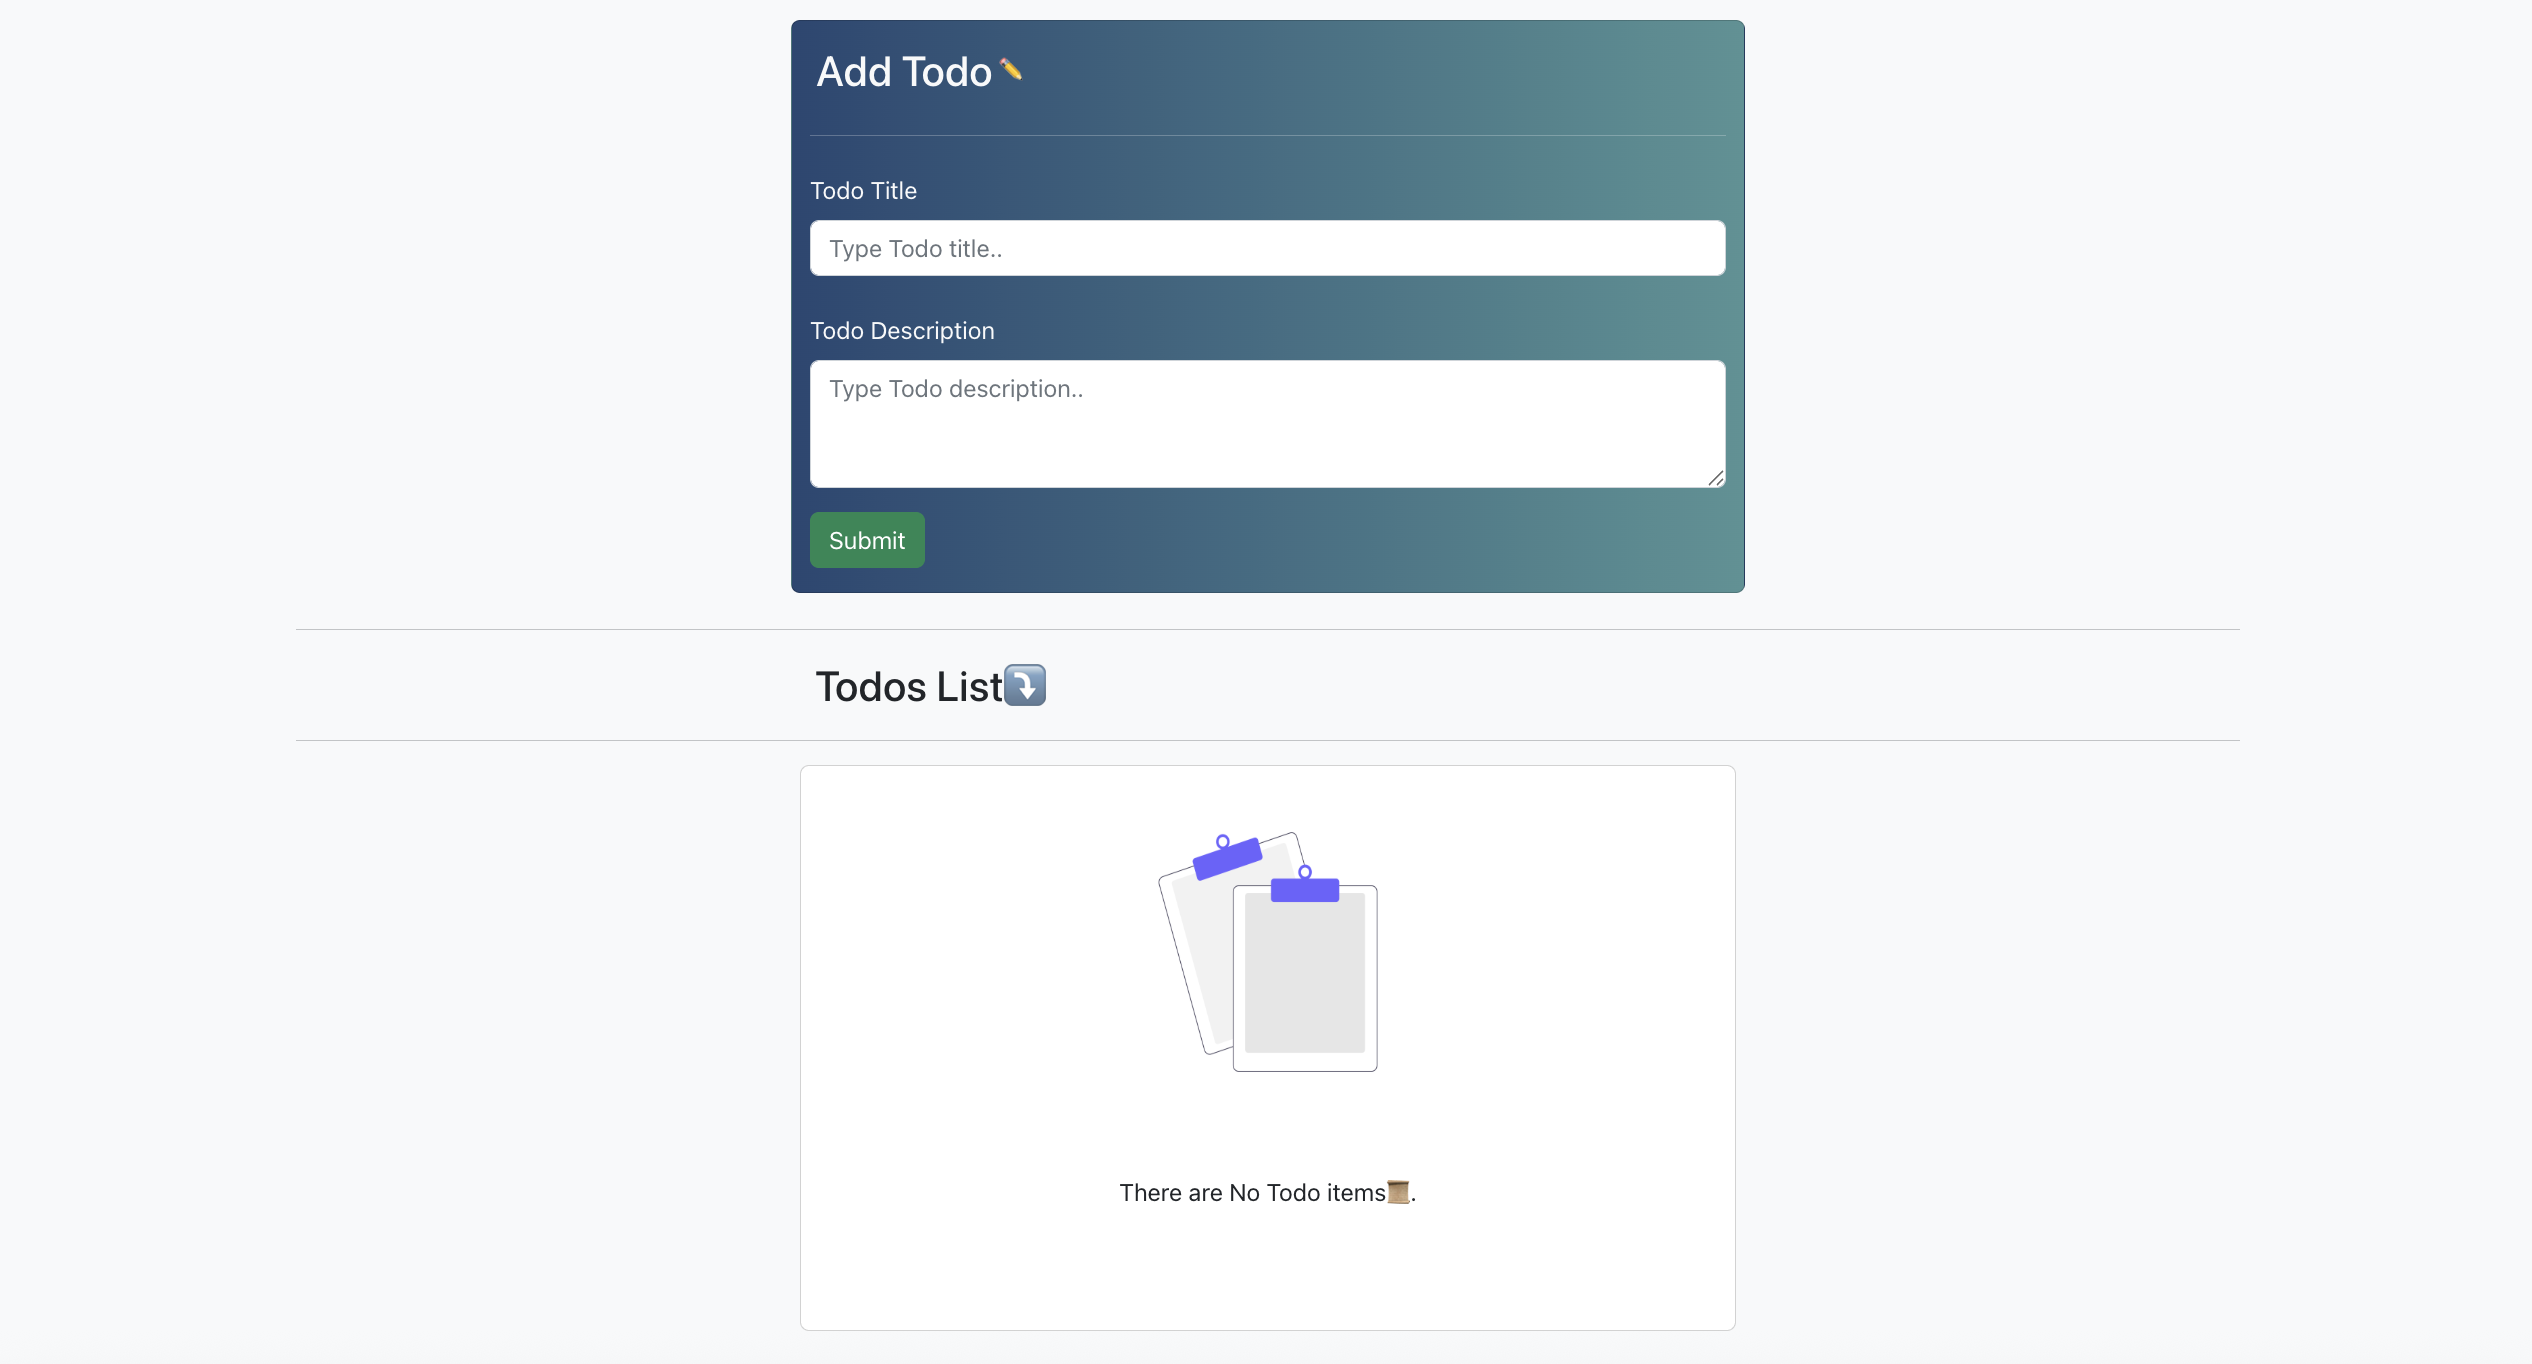 Add Todo✏️
Todo Title
Type Todo title..
Todo Description
Type Todo description..
Submit
Todos List⤵️
There are No Todo items📜.